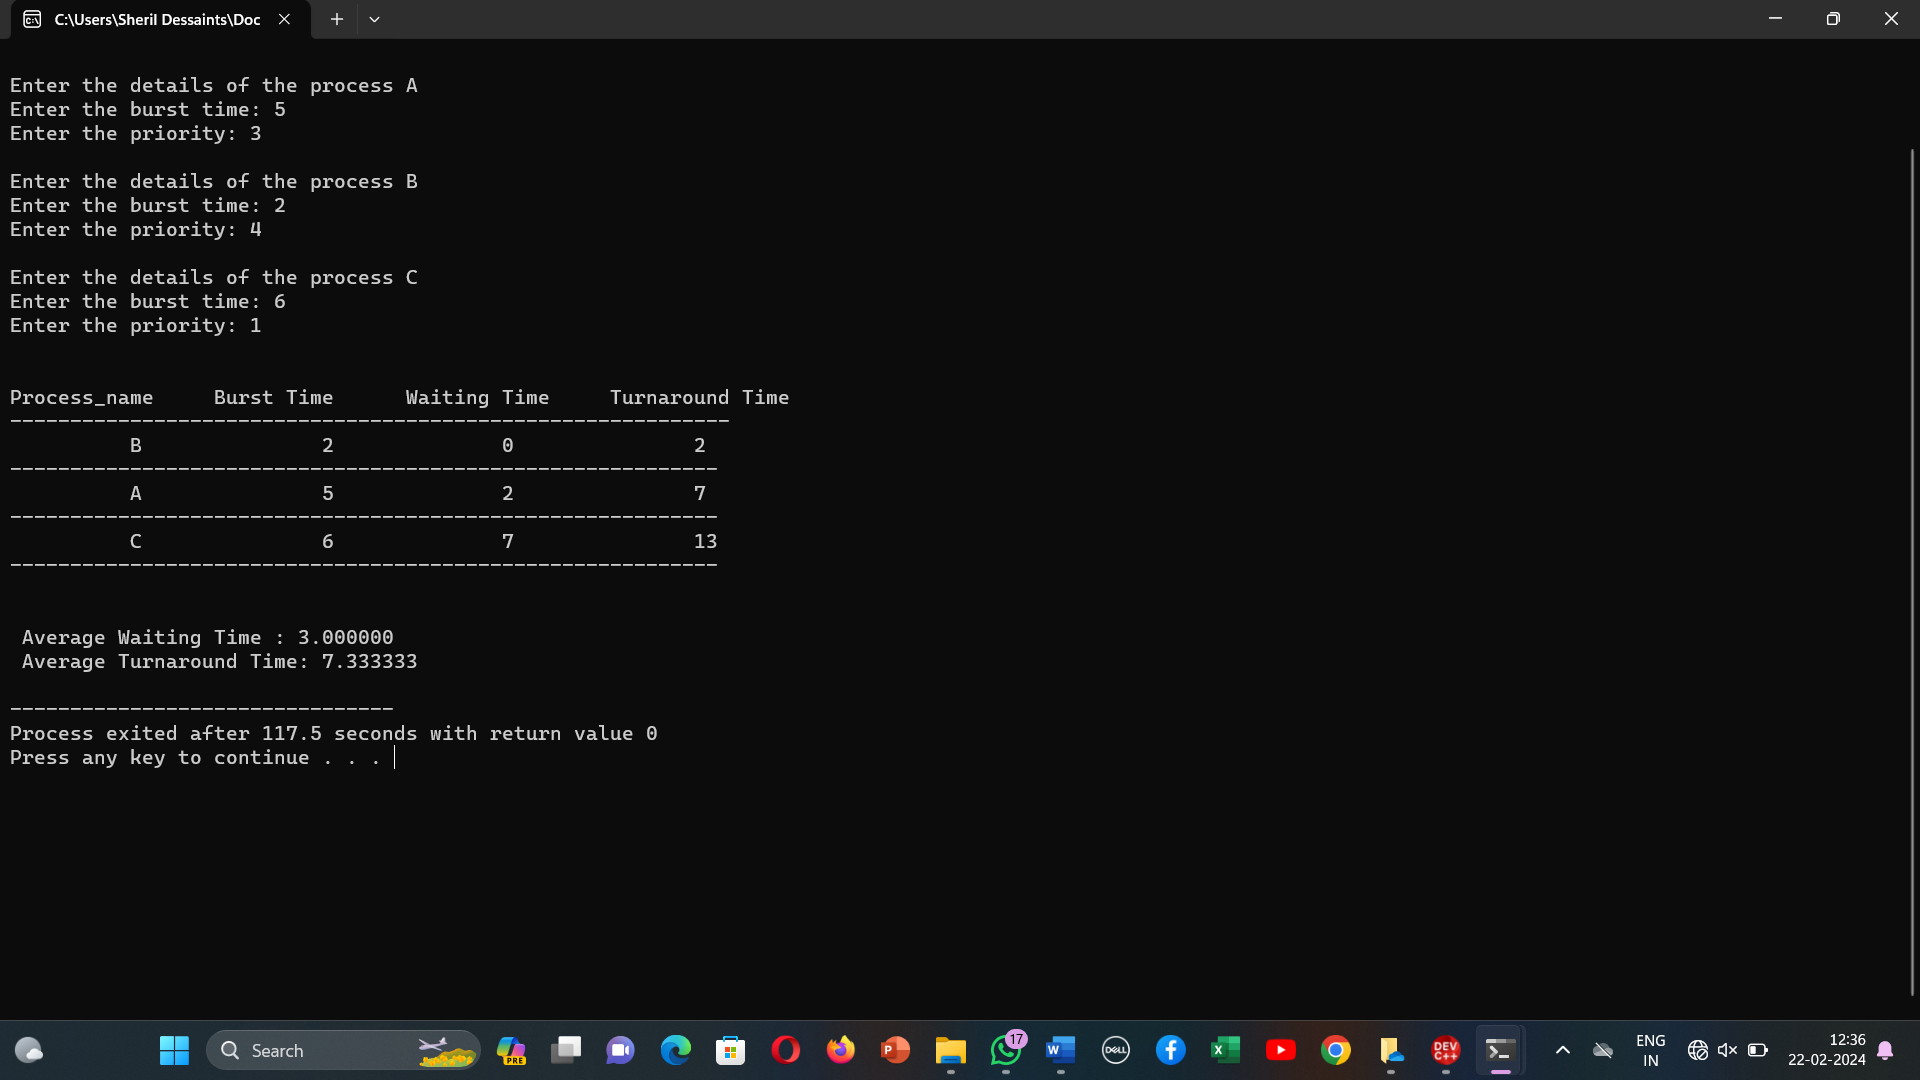 C:\Users\Sheril Dessaints\Doc
Enter the details of the process A
Enter the burst time: 5
Enter the priority: 3
Enter the details of the process B
Enter the burst time: 2
Enter the priority: 4
Enter the details of the process C
Enter the burst time: 6
Enter the priority: 1
Process_name Burst Time Waiting Time Turnaround Time
------------------------------------------------------------
B 2 0 2
-----------------------------------------------------------
A 5 2 7
-----------------------------------------------------------
C 6 7 13
-----------------------------------------------------------
Average Waiting Time : 3.000000
Average Turnaround Time: 7.333333
--------------------------------
Process exited after 117.5 seconds with return value 0
Press any key to continue . . .
Search
PRE
P
17
W
DELL
X
DEV
C++
ENG
IN
12:36
22-02-2024